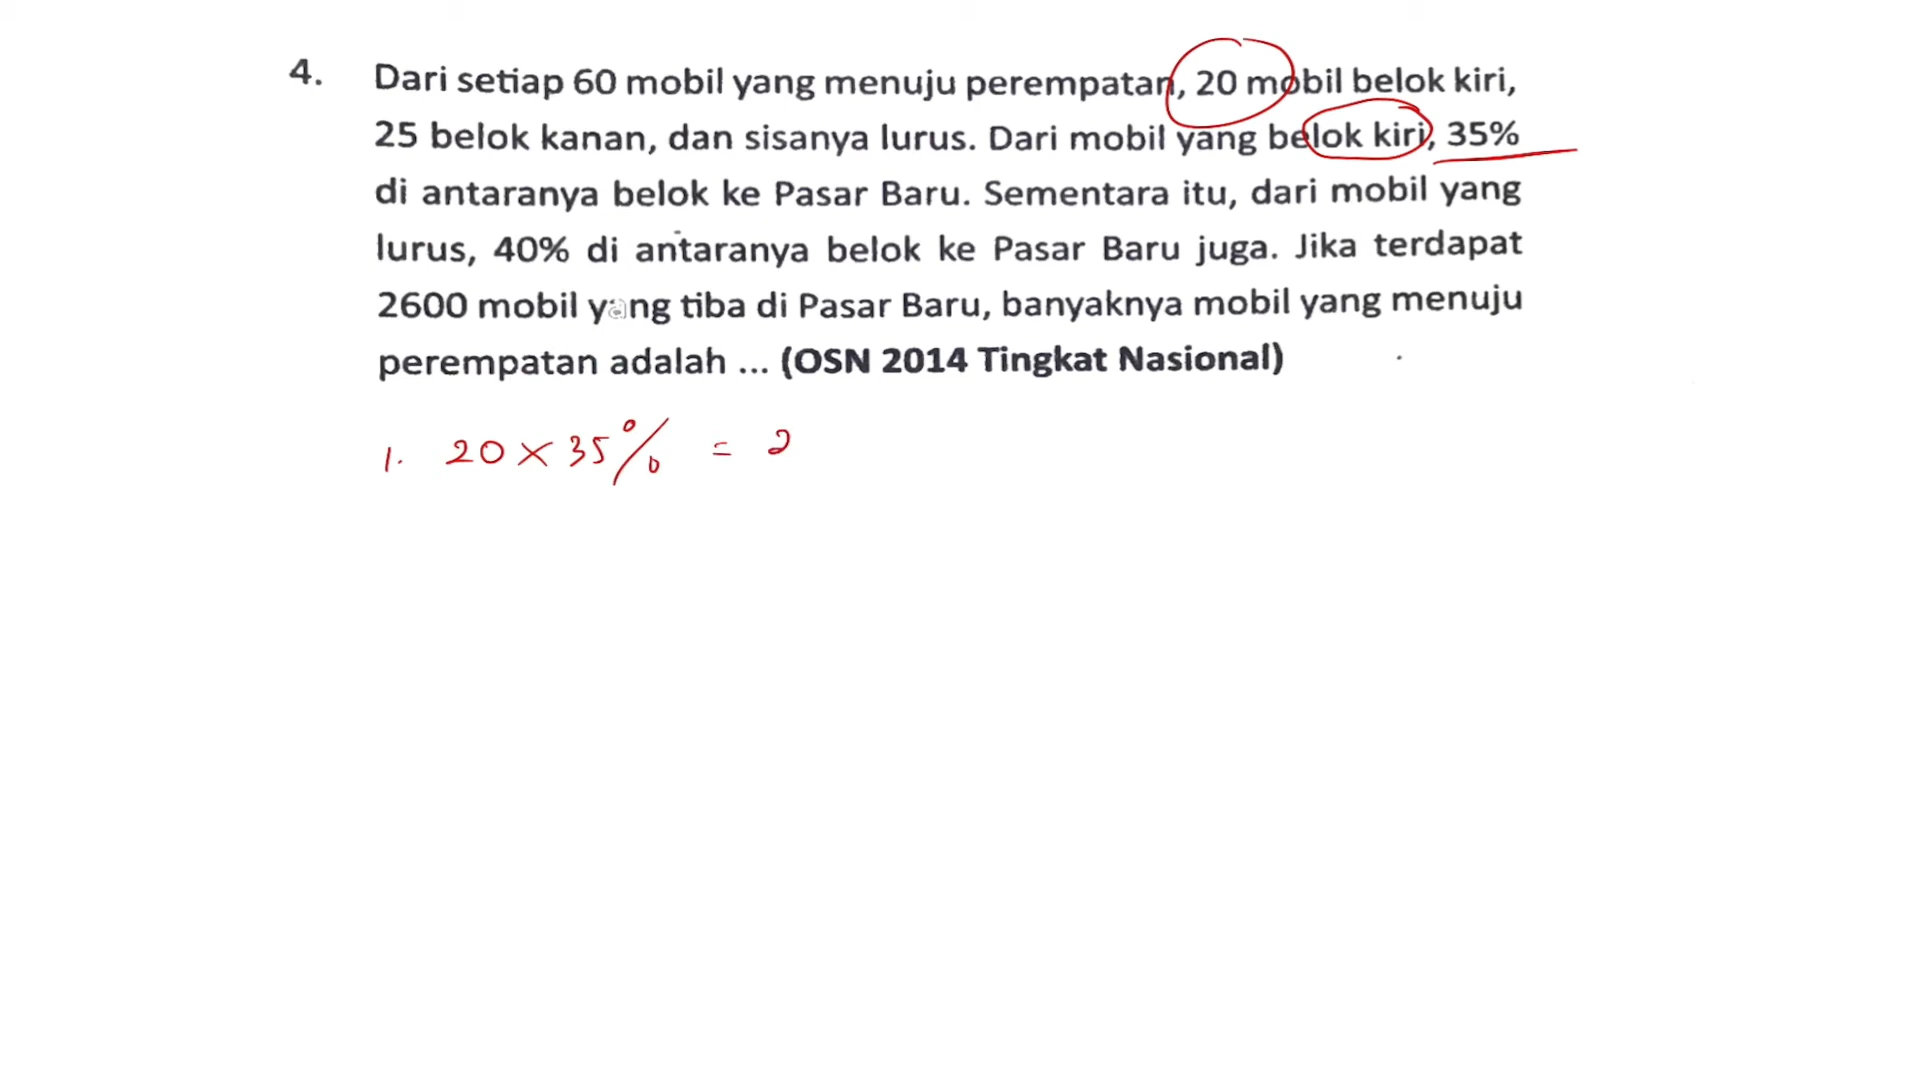 4. Dari setiap 60 mobil yang menuju perempatan, 20 mobil belok kiri,
25 belok kanan, dan sisanya lurus. Dari mobil yang belok kiri, 35%
di antaranya belok ke Pasar Baru. Sementara itu, dari mobil yang
lurus, 40% di antaranya belok ke Pasar Baru juga. Jika terdapat
2600 mobil yang tiba di Pasar Baru, banyaknya mobil yang menuju
perempatan adalah ... (OSN 2014 Tingkat Nasional)
1. 20 × 35% = 2